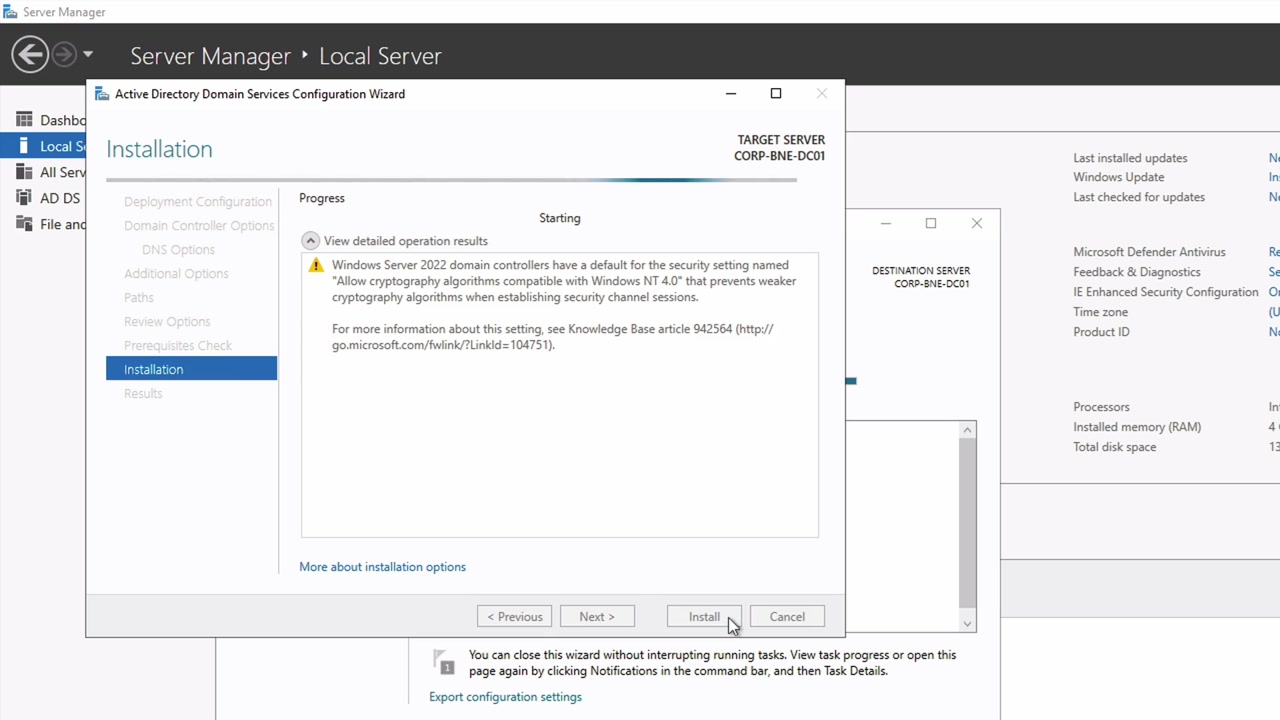 Server Manager
Server Manager ‣ Local Server
Active Directory Domain Services Configuration Wizard
Installation
TARGET SERVER
CORP-BNE-DC01
Dashbo
Local Se
All Serv
AD DS
File and
Deployment Configuration
Domain Controller Options
DNS Options
Additional Options
Paths
Review Options
Prerequisites Check
Installation
Results
Progress
Starting
View detailed operation results
Windows Server 2022 domain controllers have a default for the security setting named
"Allow cryptography algorithms compatible with Windows NT 4.0" that prevents weaker
cryptography algorithms when establishing security channel sessions.
For more information about this setting, see Knowledge Base article 942564 (http://
go.microsoft.com/fwlink/?LinkId=104751).
More about installation options
< Previous
Next >
Install
Cancel
DESTINATION SERVER
CORP-BNE-DC01
1
You can close this wizard without interrupting running tasks. View task progress or open this
page again by clicking Notifications in the command bar, and then Task Details.
Export configuration settings
Last installed updates
Windows Update
Last checked for updates
Microsoft Defender Antivirus
Feedback & Diagnostics
IE Enhanced Security Configuration
Time zone
Product ID
Processors
Installed memory (RAM)
Total disk space